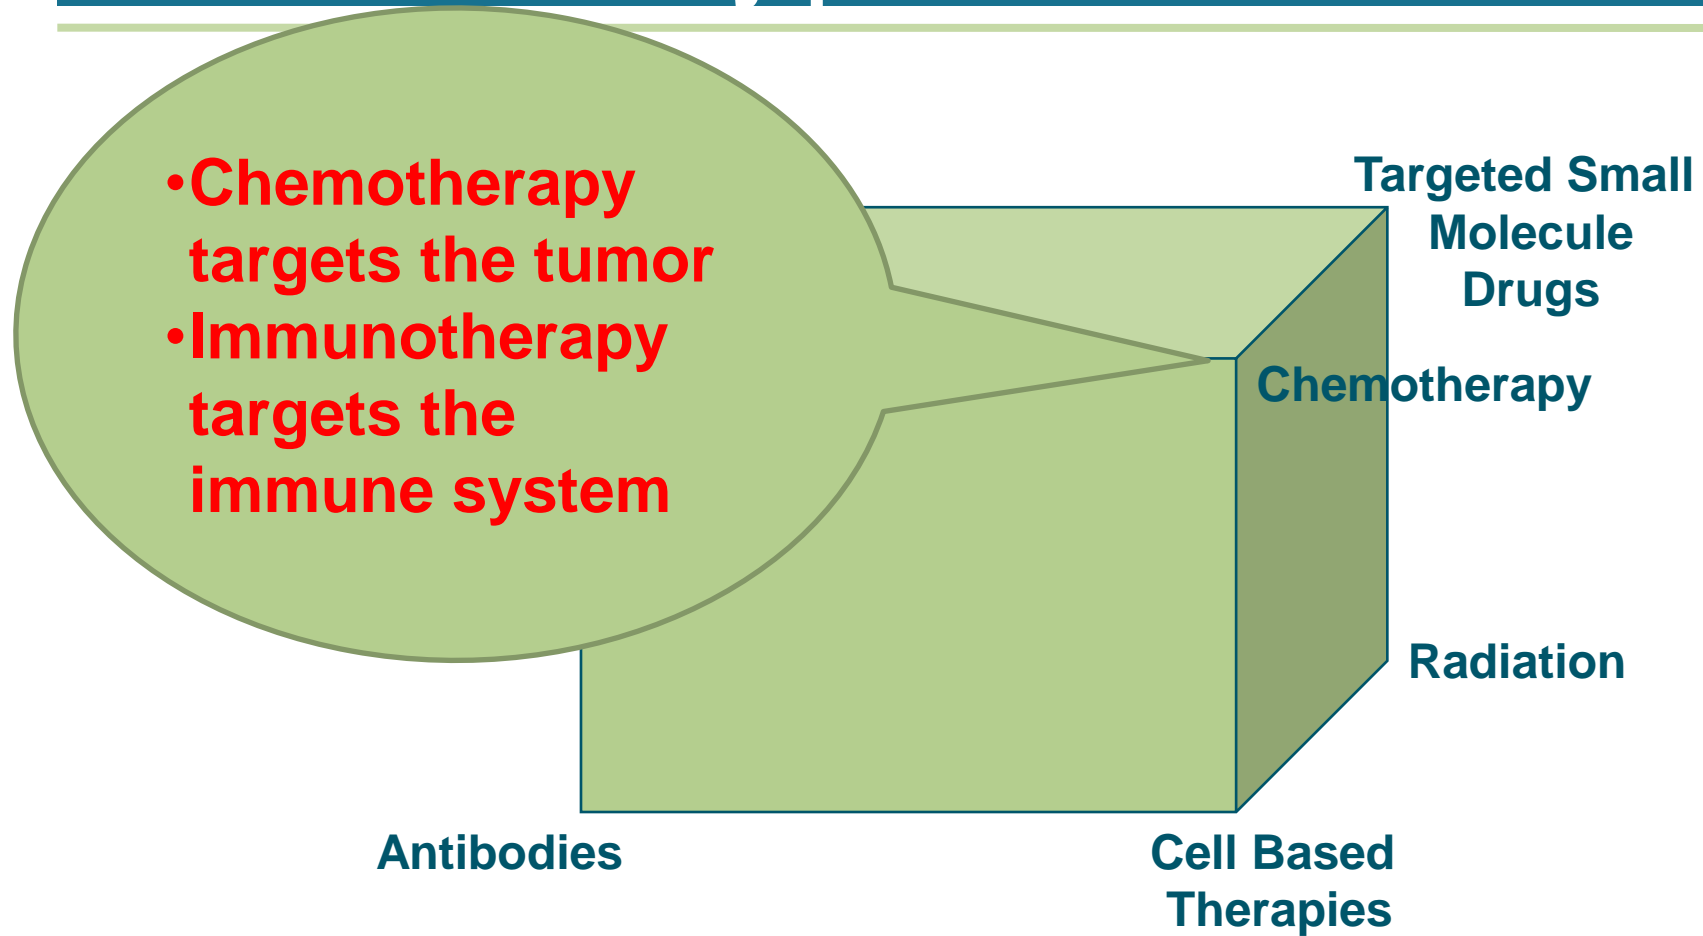 •Chemotherapy
targets the tumor
•Immunotherapy
targets the
immune system
Targeted Small
Molecule
Drugs
Chemotherapy
Radiation
Antibodies
Cell Based
Therapies